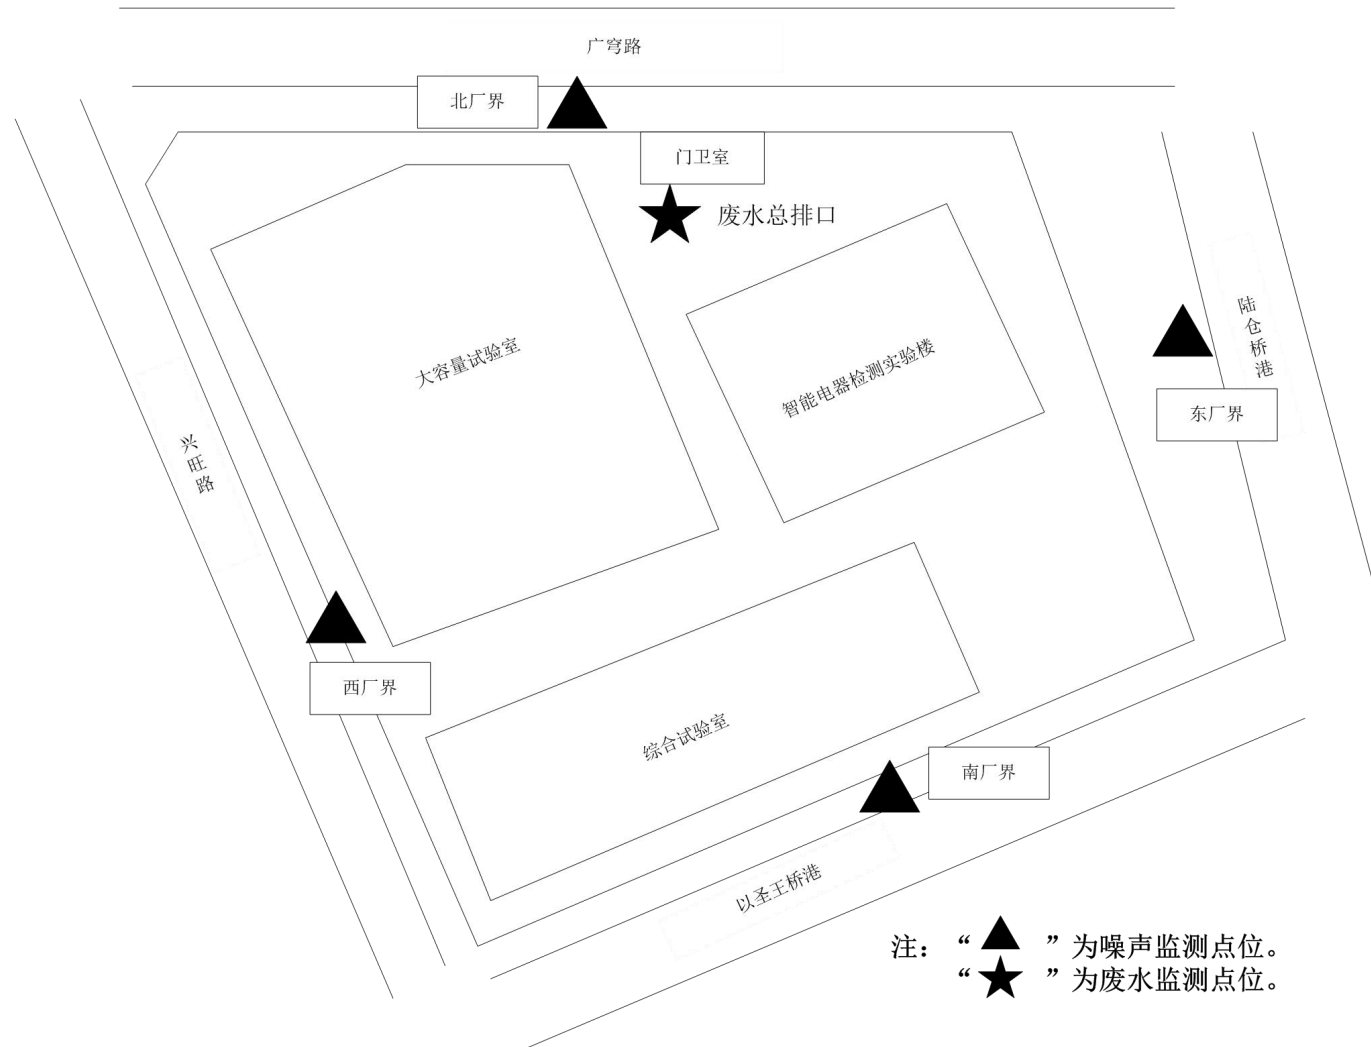 广穹路
北厂界
门卫室
废水总排口
大容量试验室
智能电器检测实验楼
陆仓桥港
东厂界
兴旺路
西厂界
综合试验室
南厂界
以圣王桥港
注：“▲”为噪声监测点位。
“★”为废水监测点位。